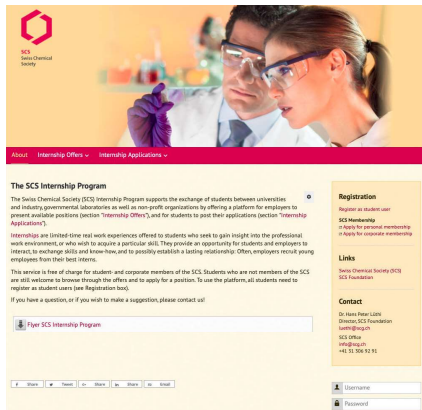 SCS
Swiss Chemical
Society
About Internship Offers Internship Applications
The SCS Internship Program
The Swiss Chemical Society (SCS) Internship Program supports the exchange of students between universities
and industry, governmental laboratories as well as non-profit organizations by offering a platform for employers to
present available positions (section "Internship Offers"), and for students to post their applications (section "Internship
Applications").
Internships are limited-time real work experiences offered to students who seek to gain insight into the professional
work environment, or who wish to acquire a particular skill. They provide an opportunity for students and employers to
interact, to exchange skills and know-how, and to possibly establish a lasting relationship: Often, employers recruit young
employees from their best interns.
This service is free of charge for student- and corporate members of the SCS. Students who are not members of the SCS
are still welcome to browse through the offers and to apply for a position. To use the platform, all students need to
register as student users (see Registration box).
If you have a question, or if you wish to make a suggestion, please contact us!
Flyer SCS Internship Program
Share Tweet Share Share Email
Registration
Register as student user
SCS Membership
Apply for personal membership
Apply for corporate membership
Links
Swiss Chemical Society (SCS)
SCS Foundation
Contact
Dr. Hans Peter Lüthi
Director, SCS Foundation
luethi@scg.ch
SCS Office
info@scg.ch
+41 31 306 92 91
Username
Password